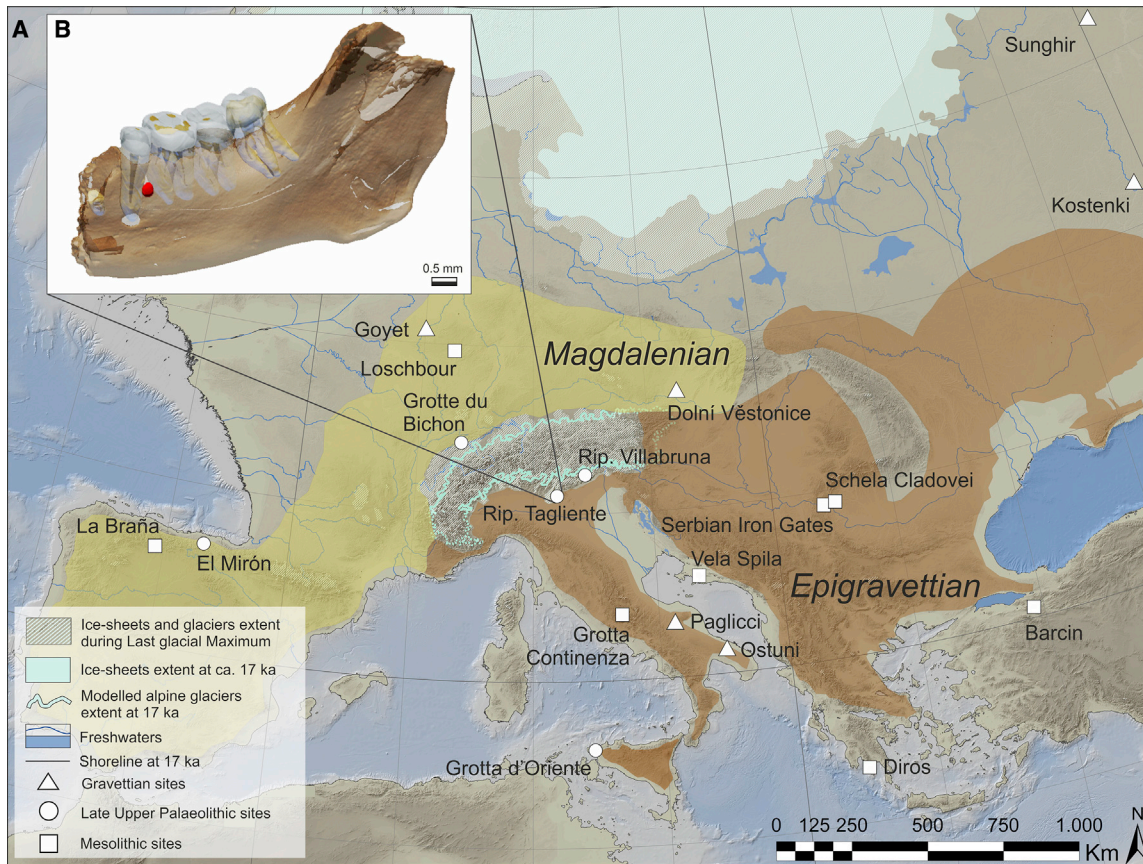 A
B
0.5 mm
Sunghir
Kostenki
Goyet
Loschbour
Magdalenian
Grotte du
Bichon
Dolní Věstonice
Rip. Villabruna
Rip. Tagliente
Schela Cladovei
Serbian Iron Gates
La Braña
El Mirón
Vela Spila
Epigravettian
Paglicci
Grotta
Continenza
Ostuni
Barcin
Grotta d'Oriente
Diros
Ice-sheets and glaciers extent
during Last glacial Maximum
Ice-sheets extent at ca. 17 ka
Modelled alpine glaciers
extent at 17 ka
Freshwaters
Shoreline at 17 ka
Gravettian sites
Late Upper Palaeolithic sites
Mesolithic sites
0 125 250 500 750 1.000
Km
N